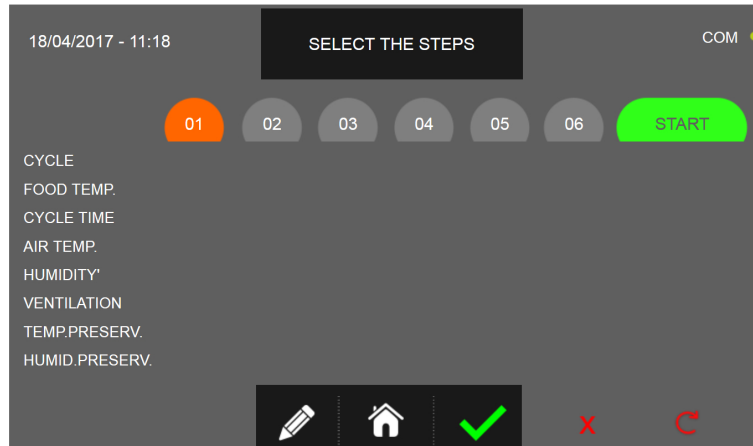 18/04/2017 - 11:18 SELECT THE STEPS COM
01 02 03 04 05 06 START
CYCLE
FOOD TEMP.
CYCLE TIME
AIR TEMP.
HUMIDITY'
VENTILATION
TEMP.PRESERV.
HUMID.PRESERV.
X